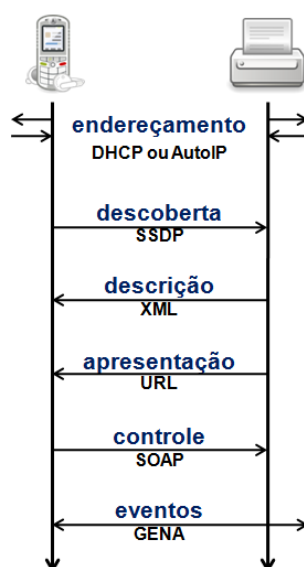 endereçamento
DHCP ou AutoIP
descoberta
SSDP
descrição
XML
apresentação
URL
controle
SOAP
eventos
GENA